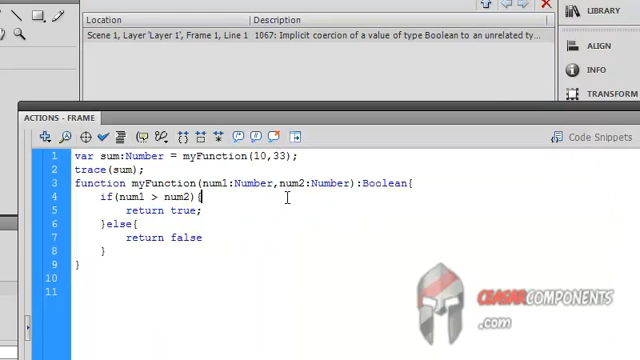 LIBRARY
Location Description
Scene 1, Layer 'Layer 1', Frame 1, Line 1 1067: Implicit coercion of a value of type Boolean to an unrelated ty...
ALIGN
INFO
TRANSFORM
ACTIONS - FRAME
Code Snippets
1 var sum:Number = myFunction(10,33);
2 trace(sum);
3 function myFunction(num1:Number,num2:Number):Boolean{
4 if(num1 > num2){
5 return true;
6 }else{
7 return false
8 }
9 }
10
11
CEASARCOMPONENTS
.com